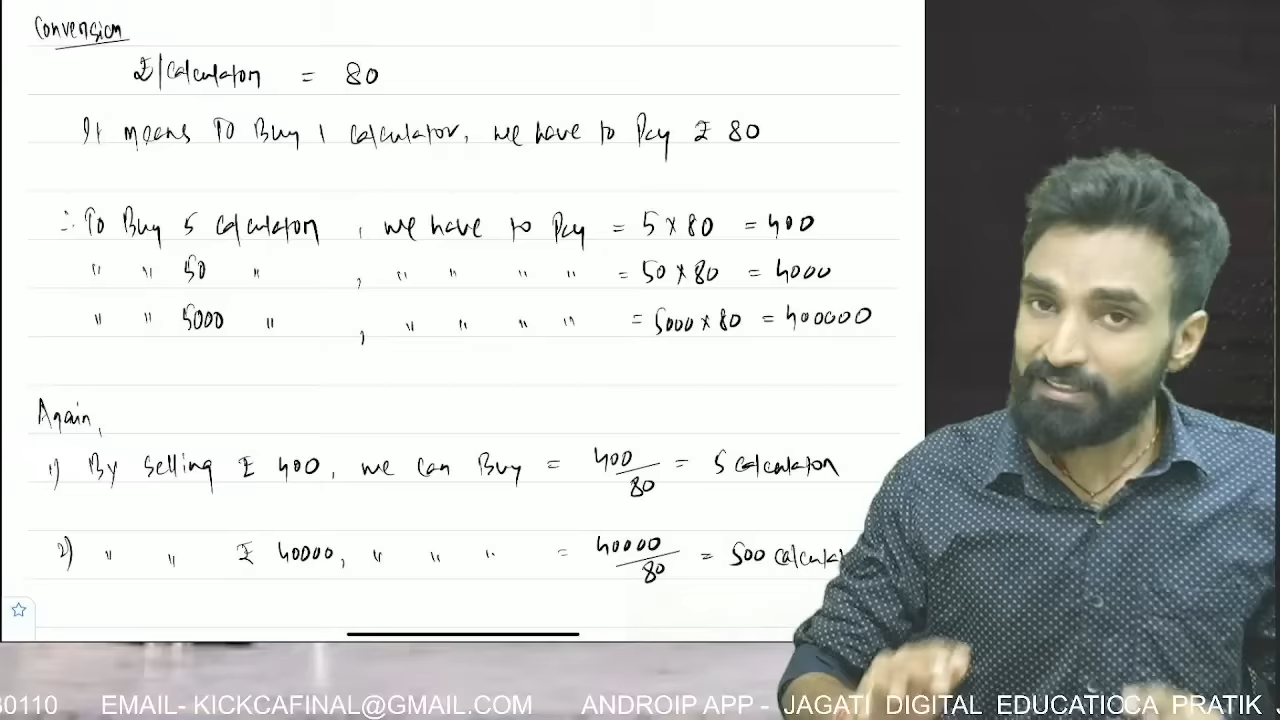 Conversion
₹/calculator = 80
It means To Buy 1 calculator, we have to Pay ₹ 80
∴ To Buy 5 calculator, we have to Pay = 5 × 80 = 400
" " 50 " , " " " " = 50 × 80 = 4000
" " 5000 " , " " " " = 5000 × 80 = 400000
Again,
1) By selling ₹ 400, we can Buy = 400/80 = 5 calculator
2) " " ₹ 40000, " " " = 40000/80 = 500 calculat
30110 EMAIL- KICKCAFINAL@GMAIL.COM ANDROIP APP - JAGATI DIGITAL EDUCATICCA PRATIK J